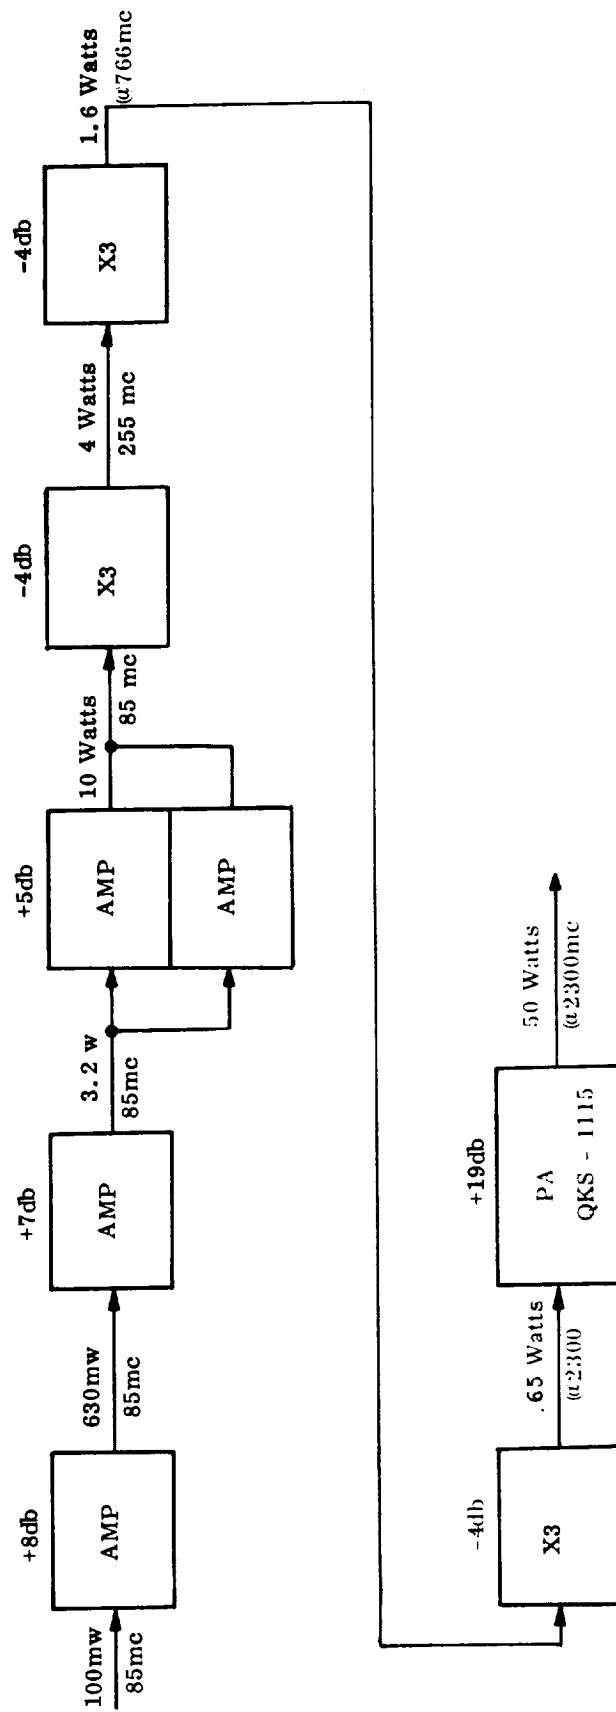 100mw
85mc
+8db
AMP
630mw
85mc
+7db
AMP
3.2 w
85mc
+5db
AMP
AMP
10 Watts
85 mc
-4db
X3
4 Watts
255 mc
-4db
X3
1.6 Watts
@766mc
-4db
X3
.65 Watts
@2300
+19db
PA
QKS - 1115
50 Watts
@2300mc